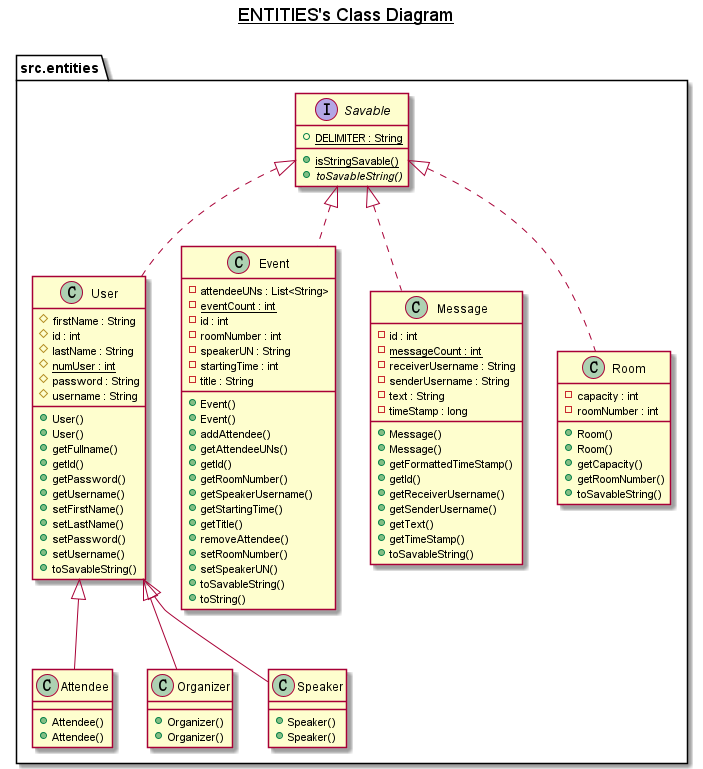 ENTITIES's Class Diagram
src.entities
I Savable
DELIMITER : String
isStringSavable()
toSavableString()
C User
firstName : String
id : int
lastName : String
numUser : int
password : String
username : String
User()
User()
getFullname()
getId()
getPassword()
getUsername()
setFirstName()
setLastName()
setPassword()
setUsername()
toSavableString()
C Event
attendeeUNs : List<String>
eventCount : int
id : int
roomNumber : int
speakerUN : String
startingTime : int
title : String
Event()
Event()
addAttendee()
getAttendeeUNs()
getId()
getRoomNumber()
getSpeakerUsername()
getStartingTime()
getTitle()
removeAttendee()
setRoomNumber()
setSpeakerUN()
toSavableString()
toString()
C Message
id : int
messageCount : int
receiverUsername : String
senderUsername : String
text : String
timeStamp : long
Message()
Message()
getFormattedTimeStamp()
getId()
getReceiverUsername()
getSenderUsername()
getText()
getTimeStamp()
toSavableString()
C Room
capacity : int
roomNumber : int
Room()
Room()
getCapacity()
getRoomNumber()
toSavableString()
C Attendee
Attendee()
Attendee()
C Organizer
Organizer()
Organizer()
C Speaker
Speaker()
Speaker()